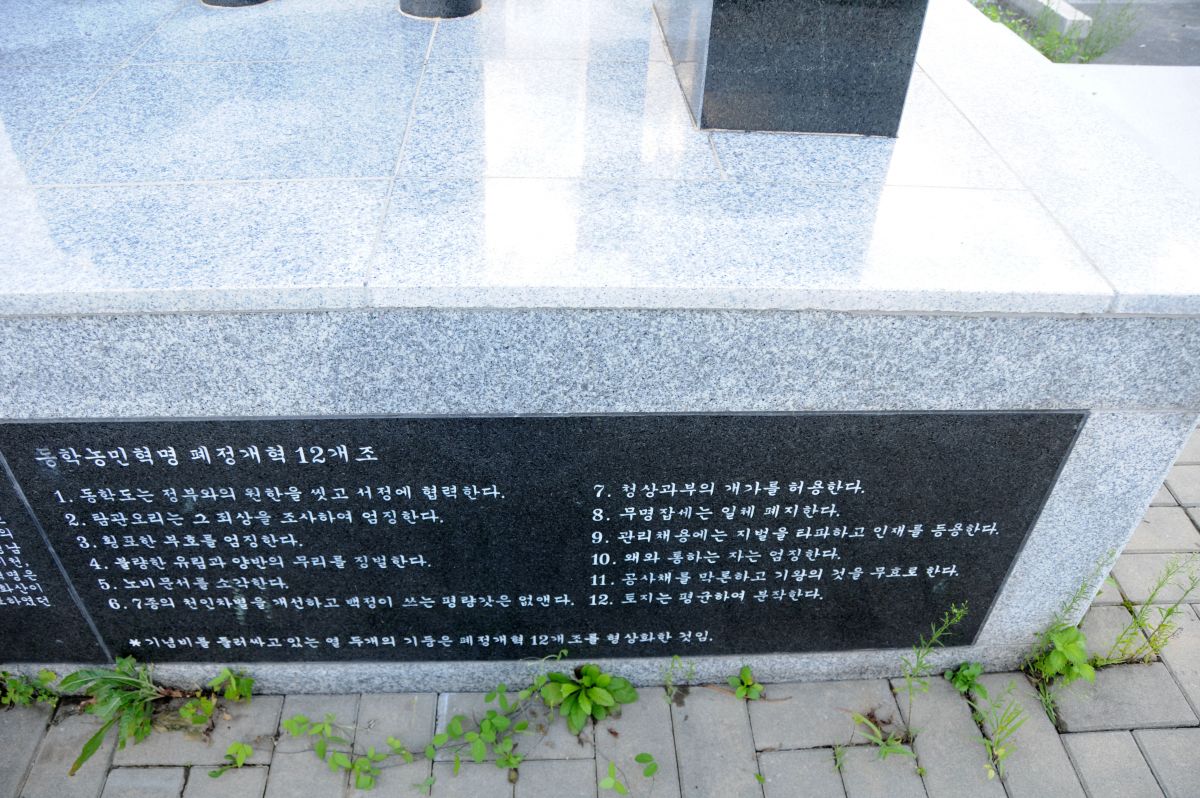 동학농민혁명 폐정개혁 12개조
1. 동학도는 정부와의 원한을 씻고 서정에 협력한다.
2. 탐관오리는 그 죄상을 조사하여 엄징한다.
3. 횡포한 부호를 엄징한다.
4. 불량한 유림과 양반의 무리를 징벌한다.
5. 노비문서를 소각한다.
6. 7종의 천인차별을 개선하고 백정이 쓰는 평량갓은 없앤다.
7. 청상과부의 개가를 허용한다.
8. 무명잡세는 일체 폐지한다.
9. 관리채용에는 지벌을 타파하고 인재를 등용한다.
10. 왜와 통하는 자는 엄징한다.
11. 공사채를 막론하고 기왕의 것을 무효로 한다.
12. 토지는 평균하여 분작한다.
*기념비를 둘러싸고 있는 열 두개의 기둥은 폐정개혁 12개조를 형상화한 것임.